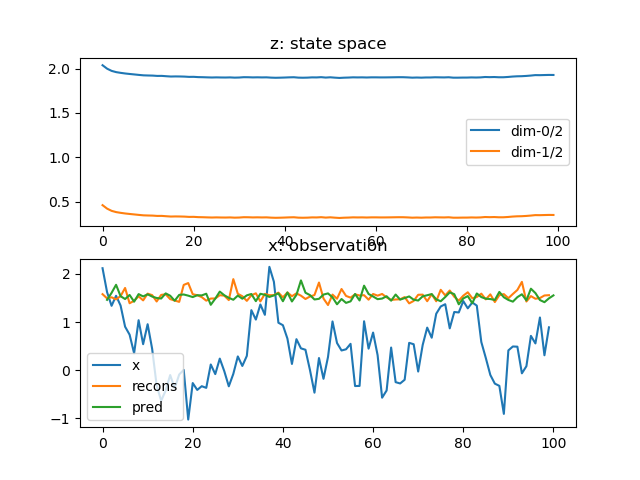 z: state space
2.0
1.5
1.0
0.5
dim-0/2
dim-1/2
0 20 40 60 80 100
x: observation
2
1
0
−1
x
recons
pred
0 20 40 60 80 100